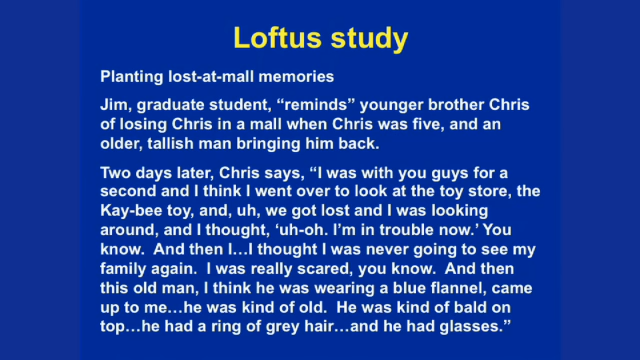 Loftus study
Planting lost-at-mall memories
Jim, graduate student, “reminds” younger brother Chris
of losing Chris in a mall when Chris was five, and an
older, tallish man bringing him back.
Two days later, Chris says, “I was with you guys for a
second and I think I went over to look at the toy store, the
Kay-bee toy, and, uh, we got lost and I was looking
around, and I thought, ‘uh-oh. I’m in trouble now.’ You
know.  And then I…I thought I was never going to see my
family again.  I was really scared, you know.  And then
this old man, I think he was wearing a blue flannel, came
up to me…he was kind of old.  He was kind of bald on
top…he had a ring of grey hair…and he had glasses.”